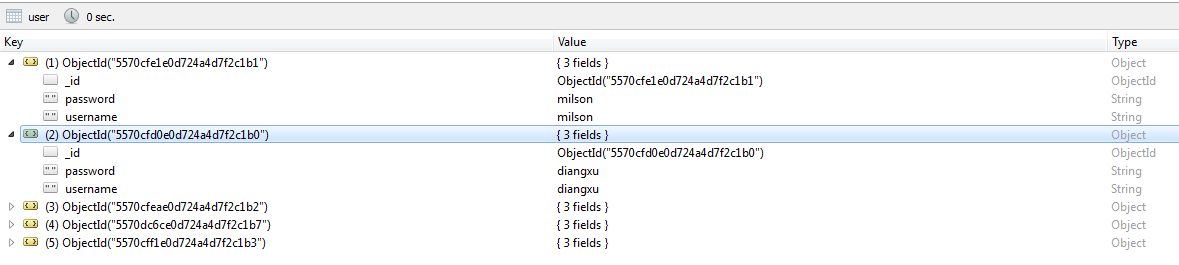 user 0 sec.
Key Value Type
(1) ObjectId("5570cfe1e0d724a4d7f2c1b1") { 3 fields } Object
_id ObjectId("5570cfe1e0d724a4d7f2c1b1") ObjectId
" " password milson String
" " username milson String
(2) ObjectId("5570cfd0e0d724a4d7f2c1b0") { 3 fields } Object
_id ObjectId("5570cfd0e0d724a4d7f2c1b0") ObjectId
" " password diangxu String
" " username diangxu String
(3) ObjectId("5570cfeae0d724a4d7f2c1b2") { 3 fields } Object
(4) ObjectId("5570dc6ce0d724a4d7f2c1b7") { 3 fields } Object
(5) ObjectId("5570cff1e0d724a4d7f2c1b3") { 3 fields } Object